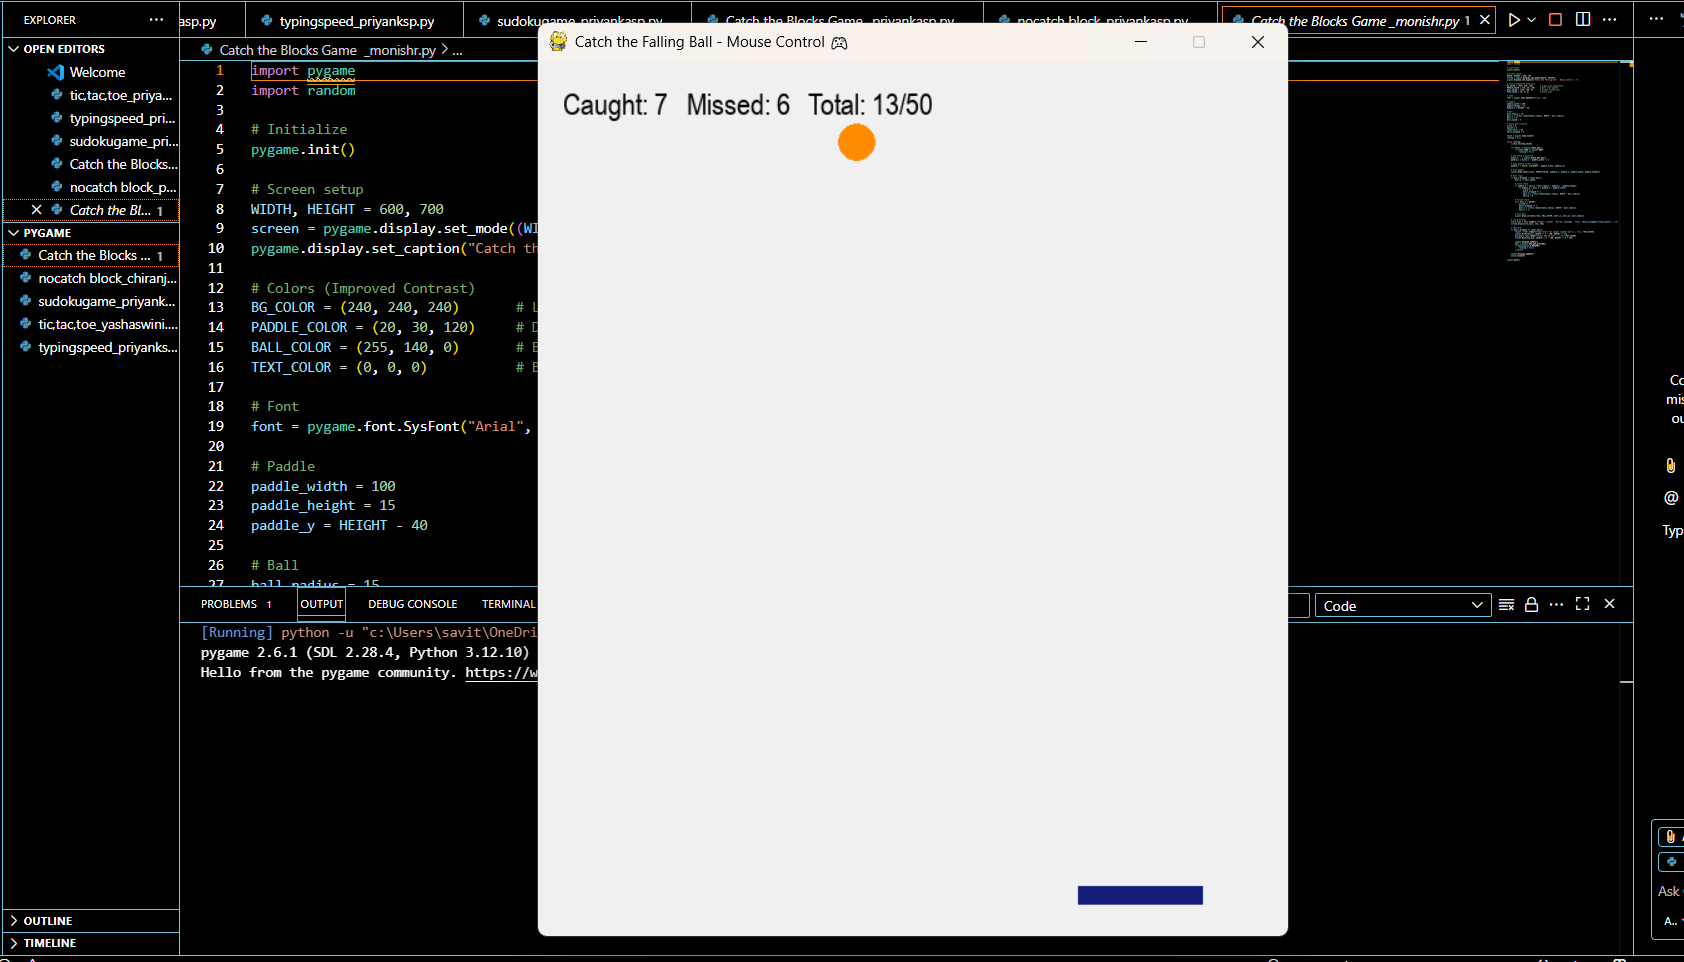 EXPLORER
OPEN EDITORS
Welcome
tic,tac,toe_priya...
typingspeed_pri...
sudokugame_pri...
Catch the Blocks...
nocatch block_p...
Catch the Bl... 1
PYGAME
Catch the Blocks ... 1
nocatch block_chiranj...
sudokugame_priyank...
tic,tac,toe_yashaswini....
typingspeed_priyanks...
OUTLINE
TIMELINE
asp.py
typingspeed_priyanksp.py
sudokugame_priyankasp.py
Catch the Blocks Game _priyankasp.py
nocatch block_priyankasp.py
Catch the Blocks Game _monishr.py 1
Catch the Blocks Game _monishr.py > ...
1 import pygame
2 import random
3
4 # Initialize
5 pygame.init()
6
7 # Screen setup
8 WIDTH, HEIGHT = 600, 700
9 screen = pygame.display.set_mode((WI
10 pygame.display.set_caption("Catch th
11
12 # Colors (Improved Contrast)
13 BG_COLOR = (240, 240, 240) # L
14 PADDLE_COLOR = (20, 30, 120) # D
15 BALL_COLOR = (255, 140, 0) # B
16 TEXT_COLOR = (0, 0, 0) # B
17
18 # Font
19 font = pygame.font.SysFont("Arial",
20
21 # Paddle
22 paddle_width = 100
23 paddle_height = 15
24 paddle_y = HEIGHT - 40
25
26 # Ball
27 ball_radius = 15
Catch the Falling Ball - Mouse Control 🎮
Caught: 7 Missed: 6 Total: 13/50
PROBLEMS 1 OUTPUT DEBUG CONSOLE TERMINAL
Code
[Running] python -u "c:\Users\savit\OneDri
pygame 2.6.1 (SDL 2.28.4, Python 3.12.10)
Hello from the pygame community. https://w
Co
mis
ou
@
Typ
Ask
A..